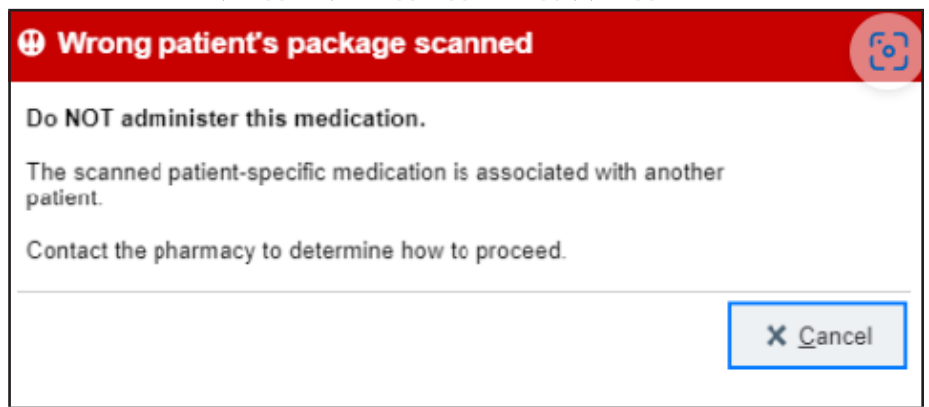 Wrong patient's package scanned
Do NOT administer this medication.
The scanned patient-specific medication is associated with another
patient.
Contact the pharmacy to determine how to proceed.
Cancel